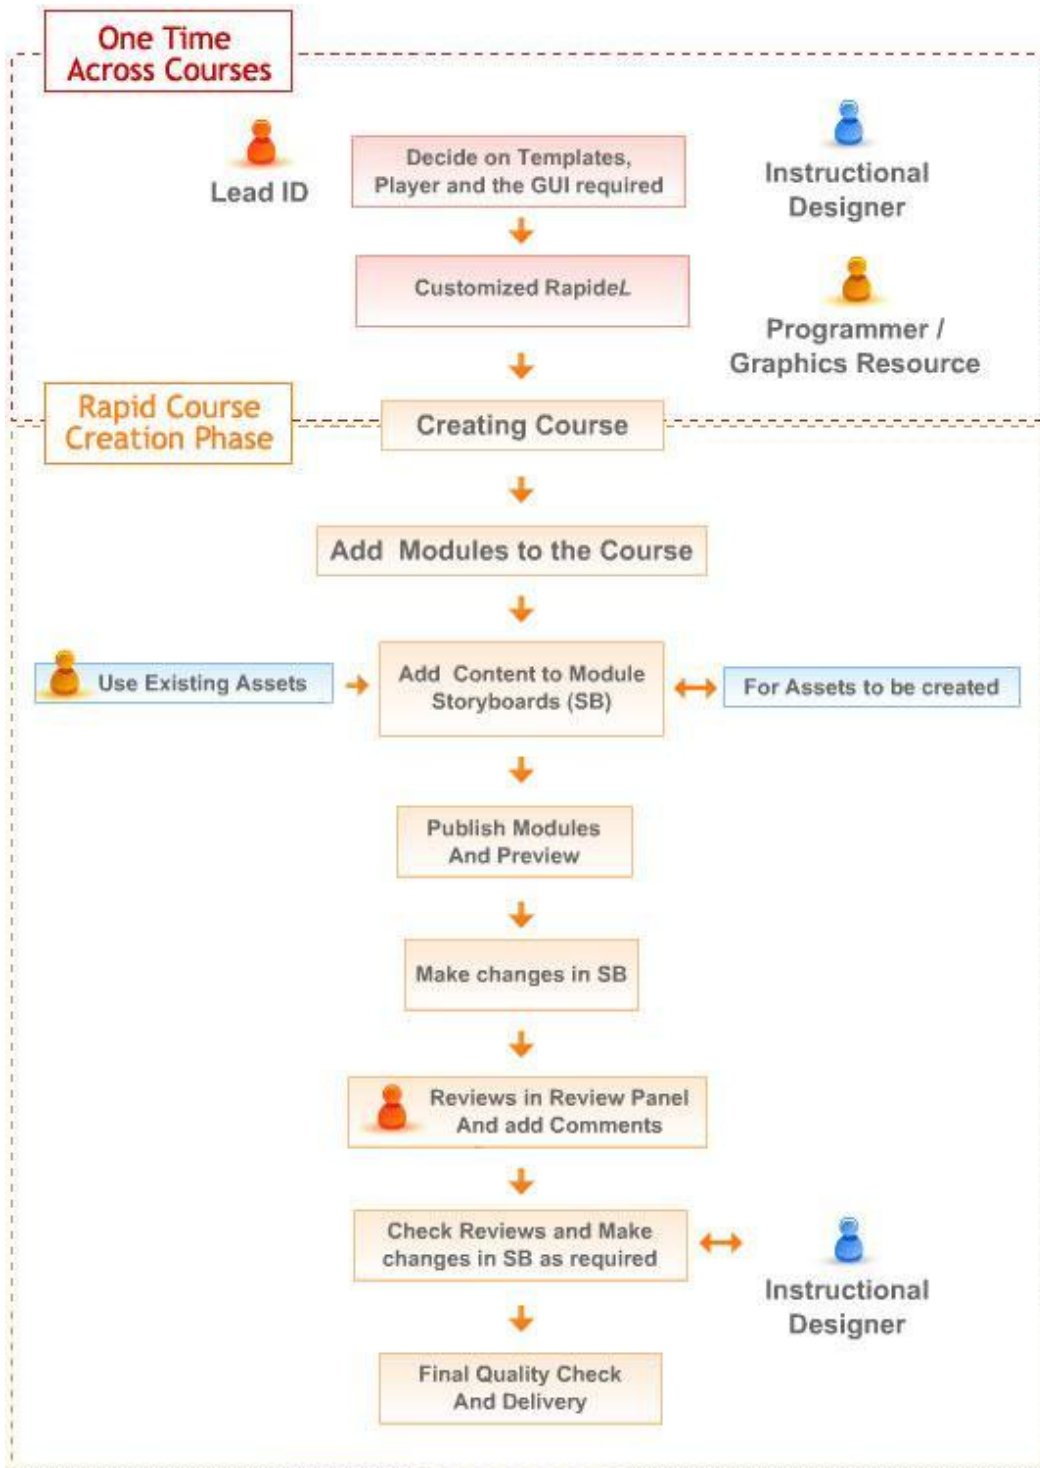 One Time
Across Courses
Lead ID
Decide on Templates,
Player and the GUI required
Instructional
Designer
Customized RapideL
Programmer /
Graphics Resource
Rapid Course
Creation Phase
Creating Course
Add Modules to the Course
Use Existing Assets
Add Content to Module
Storyboards (SB)
For Assets to be created
Publish Modules
And Preview
Make changes in SB
Reviews in Review Panel
And add Comments
Check Reviews and Make
changes in SB as required
Instructional
Designer
Final Quality Check
And Delivery